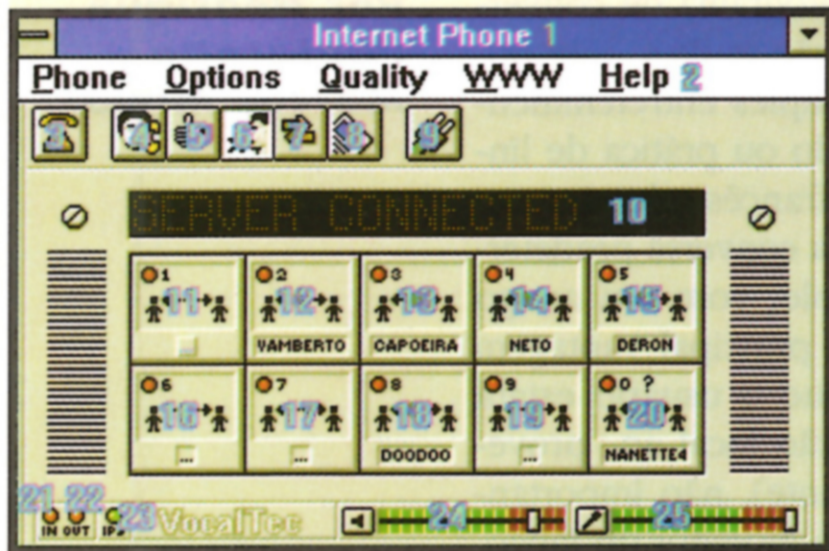 Internet Phone 1
Phone Options Quality WWW Help 2
3 4 5 6 7 8 9
SERVER CONNECTED 10
1 2 3 4 5
11 12 13 14 15
VAMBERTO CAPOEIRA NETO DERON
6 7 8 9 0 ?
16 17 18 19 20
... ... DOODOO ... NANETTE4
21 22
IN OUT 23 VocalTec 24 25